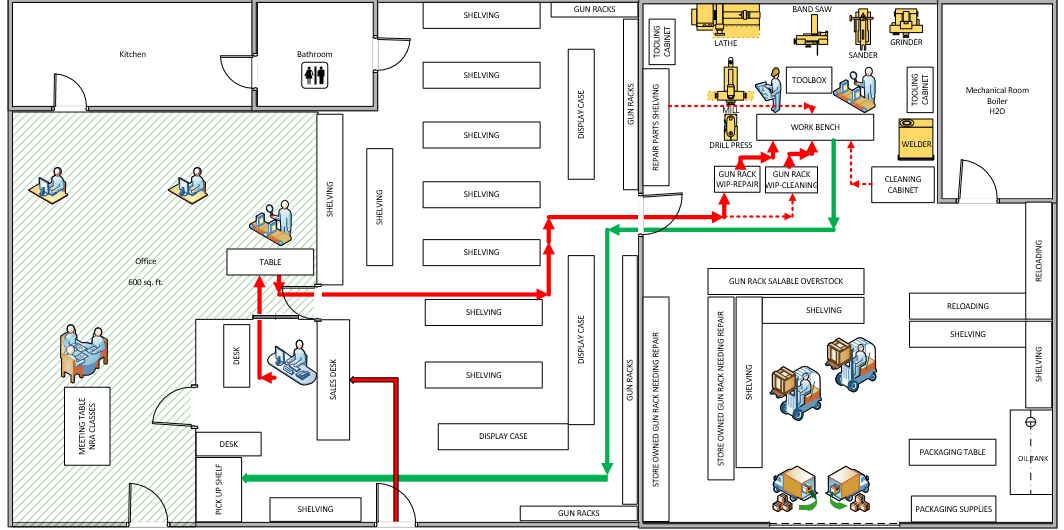 SHELVING
GUN RACKS
Kitchen
Bathroom
SHELVING
SHELVING
SHELVING
SHELVING
SHELVING
SHELVING
SHELVING
DISPLAY CASE
GUN RACKS
TOOLING
CABINET
LATHE
BAND SAW
SANDER
GRINDER
REPAIR PARTS SHELVING
MILL
DRILL PRESS
TOOLBOX
TOOLING
CABINET
WORK BENCH
WELDER
GUN RACK
WIP-REPAIR
GUN RACK
WIP-CLEANING
CLEANING
CABINET
Mechanical Room
Boiler
H2O
Office
600 sq. ft.
TABLE
SHELVING
SHELVING
DISPLAY CASE
GUN RACKS
DESK
SALES DESK
MEETING TABLE
NRA CLASSES
DESK
PICK UP SHELF
SHELVING
DISPLAY CASE
GUN RACKS
GUN RACK SALABLE OVERSTOCK
SHELVING
STORE OWNED GUN RACK NEEDING REPAIR
STORE OWNED GUN RACK NEEDING REPAIR
SHELVING
RELOADING
RELOADING
SHELVING
SHELVING
OIL TANK
PACKAGING TABLE
PACKAGING SUPPLIES